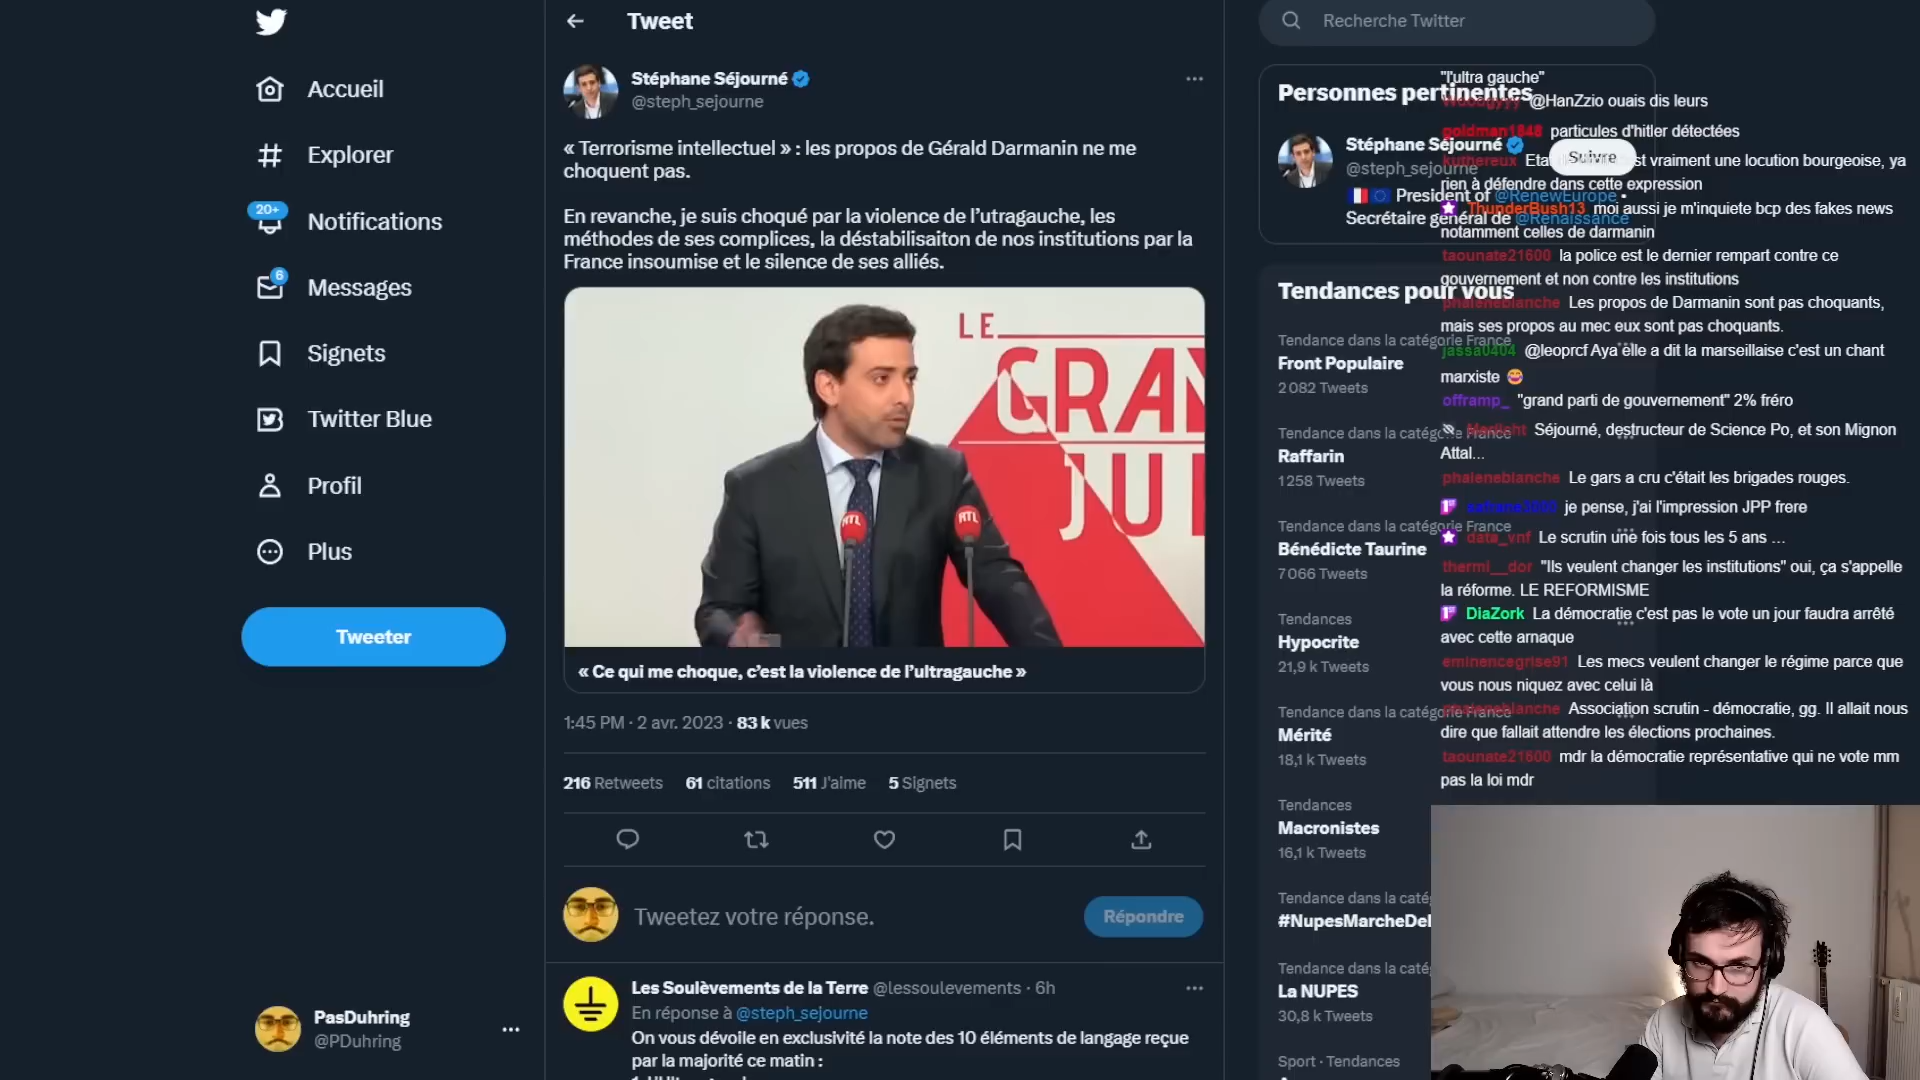 Accueil
Explorer
20+
Notifications
6
Messages
Signets
Twitter Blue
Profil
Plus
Tweeter
PasDuhring
@PDuhring
Tweet
Stéphane Séjourné
@steph_sejourne
« Terrorisme intellectuel » : les propos de Gérald Darmanin ne me
choquent pas.
En revanche, je suis choqué par la violence de l’utragauche, les
méthodes de ses complices, la déstabilisaiton de nos institutions par la
France insoumise et le silence de ses alliés.
LE
GRAN
JU
RTL
RTL
« Ce qui me choque, c’est la violence de l’ultragauche »
1:45 PM · 2 avr. 2023 · 83 k vues
216 Retweets 61 citations 511 J'aime 5 Signets
Tweetez votre réponse.
Répondre
Les Soulèvements de la Terre @lessoulevements · 6h
En réponse à @steph_sejourne
On vous dévoile en exclusivité la note des 10 éléments de langage reçue
par la majorité ce matin :
Recherche Twitter
Personnes pertinentes
Stéphane Séjourné
@steph_sejourne
Suivre
President of @RenewEurope •
Secrétaire général de @Renaissance
Tendances pour vous
Tendance dans la catégorie France
Front Populaire
2 082 Tweets
Tendance dans la catégorie France
Raffarin
1 258 Tweets
Tendance dans la catégorie France
Bénédicte Taurine
7 066 Tweets
Tendances
Hypocrite
21,9 k Tweets
Tendance dans la catégorie France
Mérité
18,1 k Tweets
Tendances
Macronistes
16,1 k Tweets
Tendance dans la caté
#NupesMarcheDel
Tendance dans la caté
La NUPES
30,8 k Tweets
Sport · Tendances
"l'ultra gauche"
@HanZzio ouais dis leurs
goldman1848 particules d'hitler détectées
kuthereux Etat st vraiment une locution bourgeoise, ya
rien à défendre dans cette expression
ThunderBush13 moi aussi je m'inquiete bcp des fakes news
notamment celles de darmanin
taounate21600 la police est le dernier rempart contre ce
gouvernement et non contre les institutions
phaleneblanche Les propos de Darmanin sont pas choquants,
mais ses propos au mec eux sont pas choquants.
jassa0404 @leoprcf Aya elle a dit la marseillaise c'est un chant
marxiste 😂
offramp_ "grand parti de gouvernement" 2% fréro
Séjourné, destructeur de Science Po, et son Mignon
Attal...
phaleneblanche Le gars a cru c'était les brigades rouges.
je pense, j'ai l'impression JPP frere
data_vnf Le scrutin une fois tous les 5 ans ...
thermi__dor "Ils veulent changer les institutions" oui, ça s'appelle
la réforme. LE REFORMISME
DiaZork La démocratie c'est pas le vote un jour faudra arrêté
avec cette arnaque
eminencegrise91 Les mecs veulent changer le régime parce que
vous nous niquez avec celui là
phaleneblanche Association scrutin - démocratie, gg. Il allait nous
dire que fallait attendre les élections prochaines.
taounate21600 mdr la démocratie représentative qui ne vote mm
pas la loi mdr